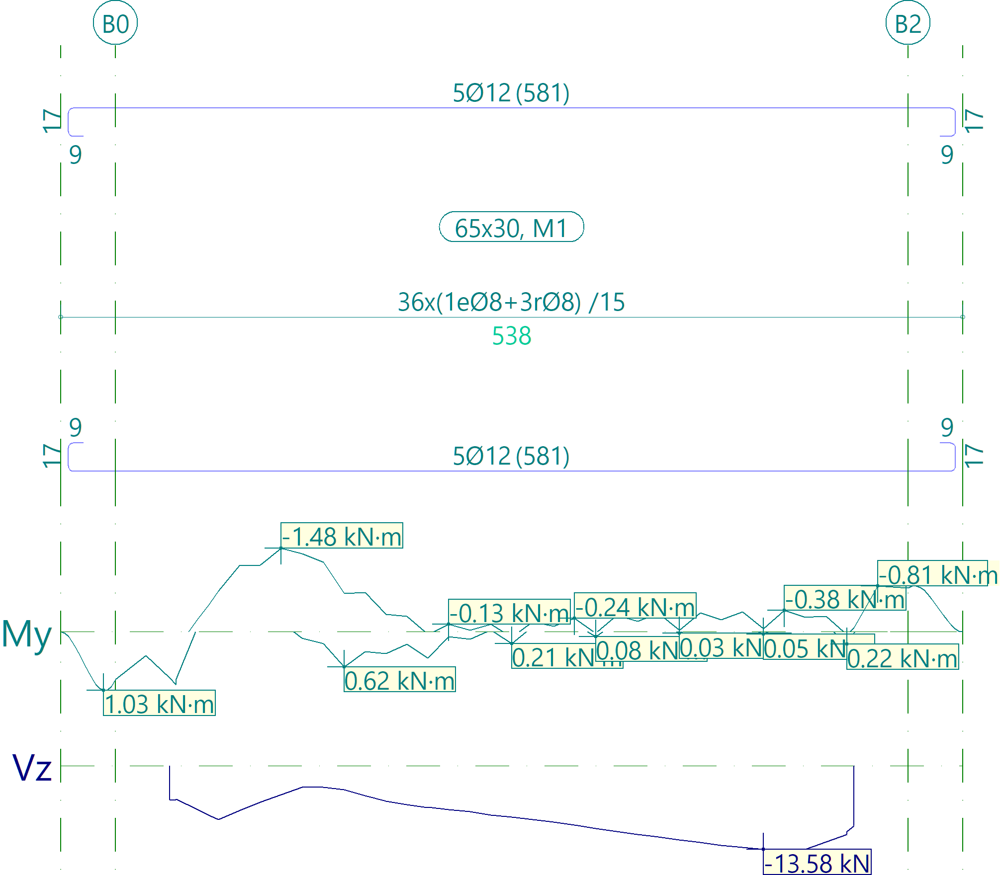 B0 B2
5Ø12 (581)
17 17
9 9
65x30, M1
36x(1eØ8+3rØ8) /15
538
9 9
17 17
5Ø12 (581)
-1.48 kN·m
-0.81 kN·m
-0.38 kN·m
-0.24 kN·m
-0.13 kN·m
My
0.21 kN m
0.08 kN
0.03 kN
0.05 kN
0.22 kN·m
0.62 kN·m
1.03 kN·m
Vz
-13.58 kN